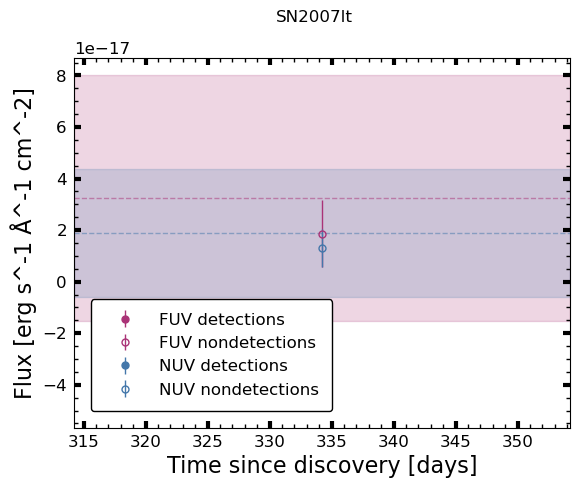 SN2007lt
1e−17
8
6
4
2
0
−2
−4
Flux [erg s^-1 Å^-1 cm^-2]
FUV detections
FUV nondetections
NUV detections
NUV nondetections
315 320 325 330 335 340 345 350
Time since discovery [days]